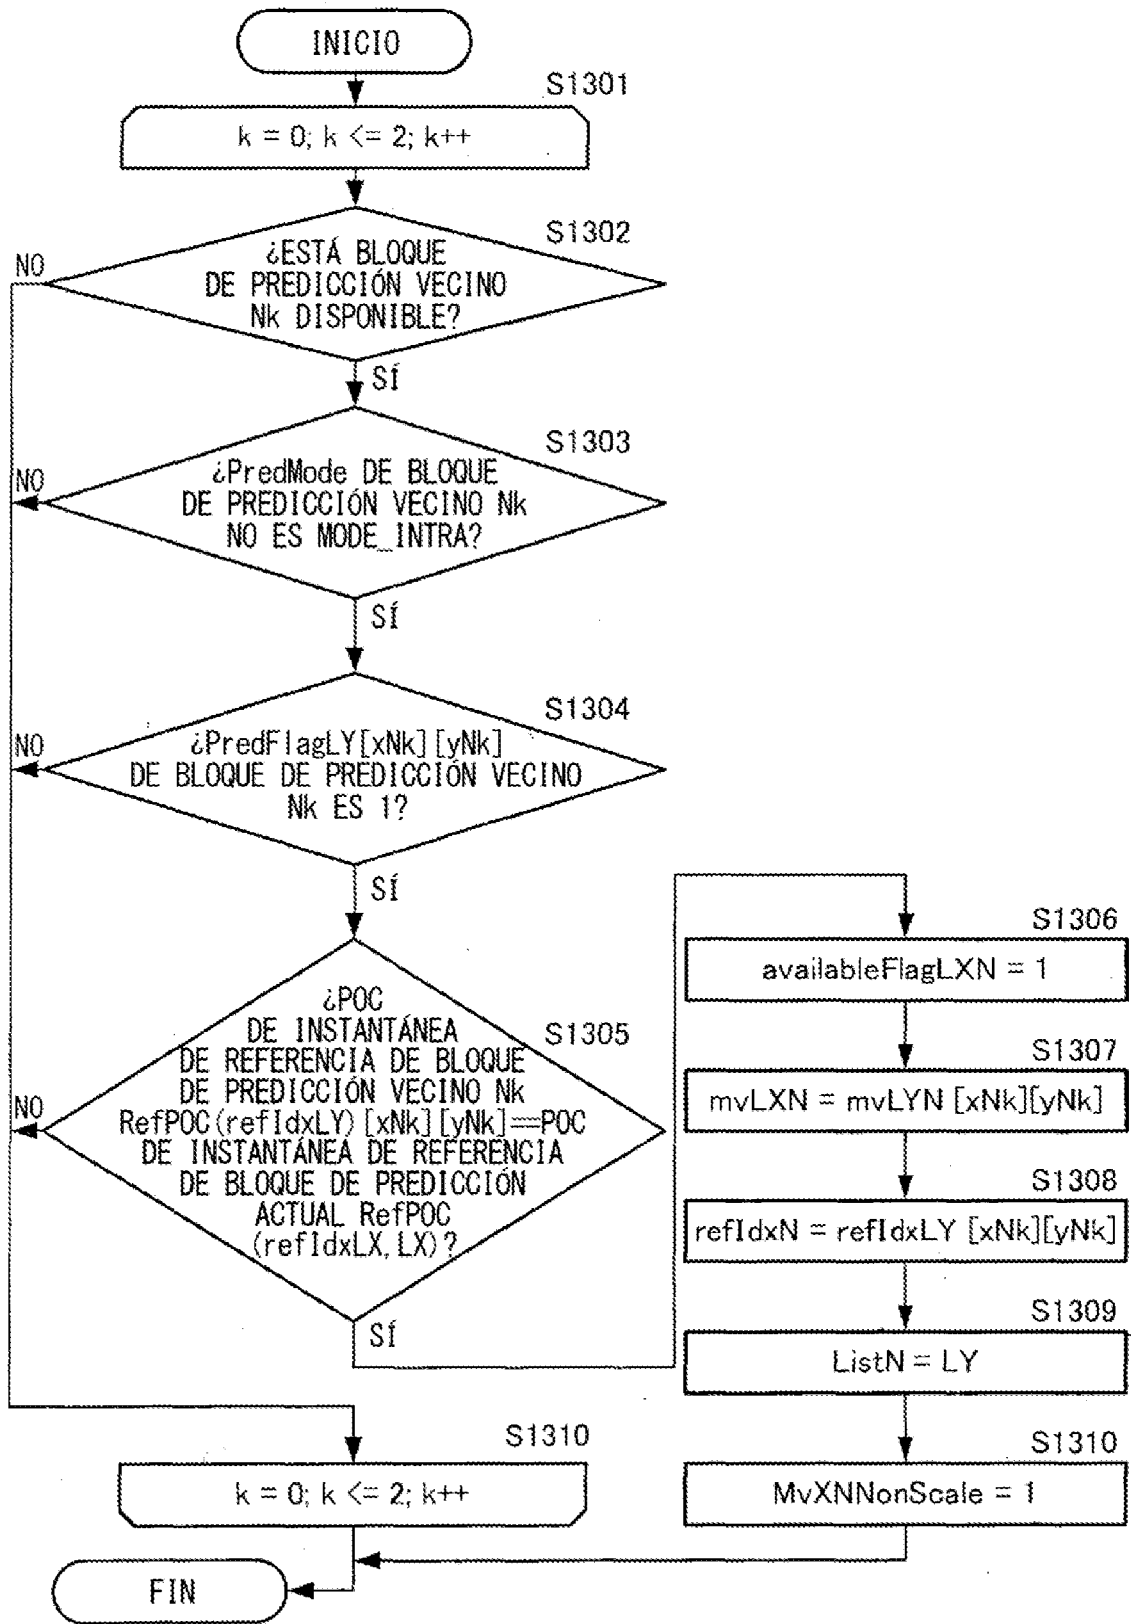 INICIO
S1301
k = 0; k <= 2; k++
S1302
¿ESTÁ BLOQUE
DE PREDICCIÓN VECINO
Nk DISPONIBLE?
NO
SÍ
S1303
¿PredMode DE BLOQUE
DE PREDICCIÓN VECINO Nk
NO ES MODE_INTRA?
NO
SÍ
S1304
¿PredFlagLY[xNk][yNk]
DE BLOQUE DE PREDICCIÓN VECINO
Nk ES 1?
NO
SÍ
S1305
¿POC
DE INSTANTÁNEA
DE REFERENCIA DE BLOQUE
DE PREDICCIÓN VECINO Nk
RefPOC(refIdxLY)[xNk][yNk]==POC
DE INSTANTÁNEA DE REFERENCIA
DE BLOQUE DE PREDICCIÓN
ACTUAL RefPOC
(refIdxLX, LX)?
NO
SÍ
S1306
availableFlagLXN = 1
S1307
mvLXN = mvLYN [xNk][yNk]
S1308
refIdxN = refIdxLY [xNk][yNk]
S1309
ListN = LY
S1310
MvXNNonScale = 1
S1310
k = 0; k <= 2; k++
FIN